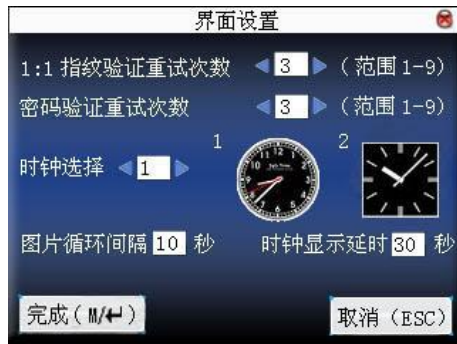 界面设置
1:1 指纹验证重试次数 3 (范围 1-9)
密码验证重试次数 3 (范围 1-9)
1 2
时钟选择 1
图片循环间隔 10 秒 时钟显示延时 30 秒
完成(M/↵) 取消(ESC)